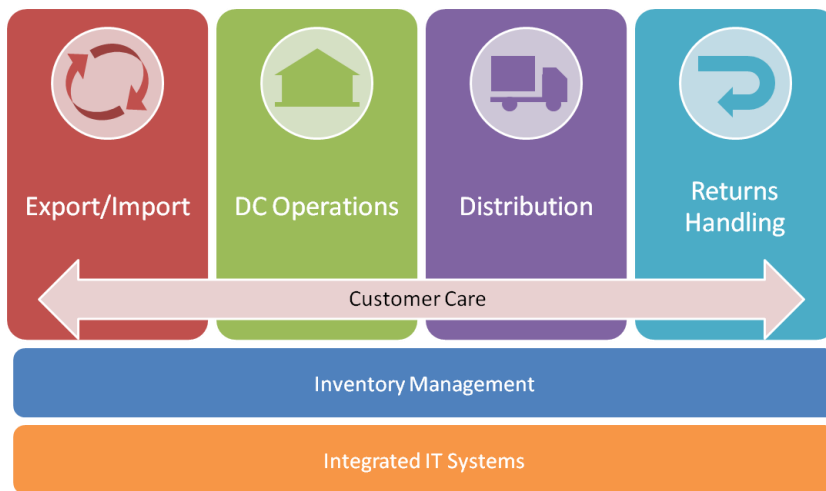 Export/Import
DC Operations
Distribution
Returns
Handling
Customer Care
Inventory Management
Integrated IT Systems